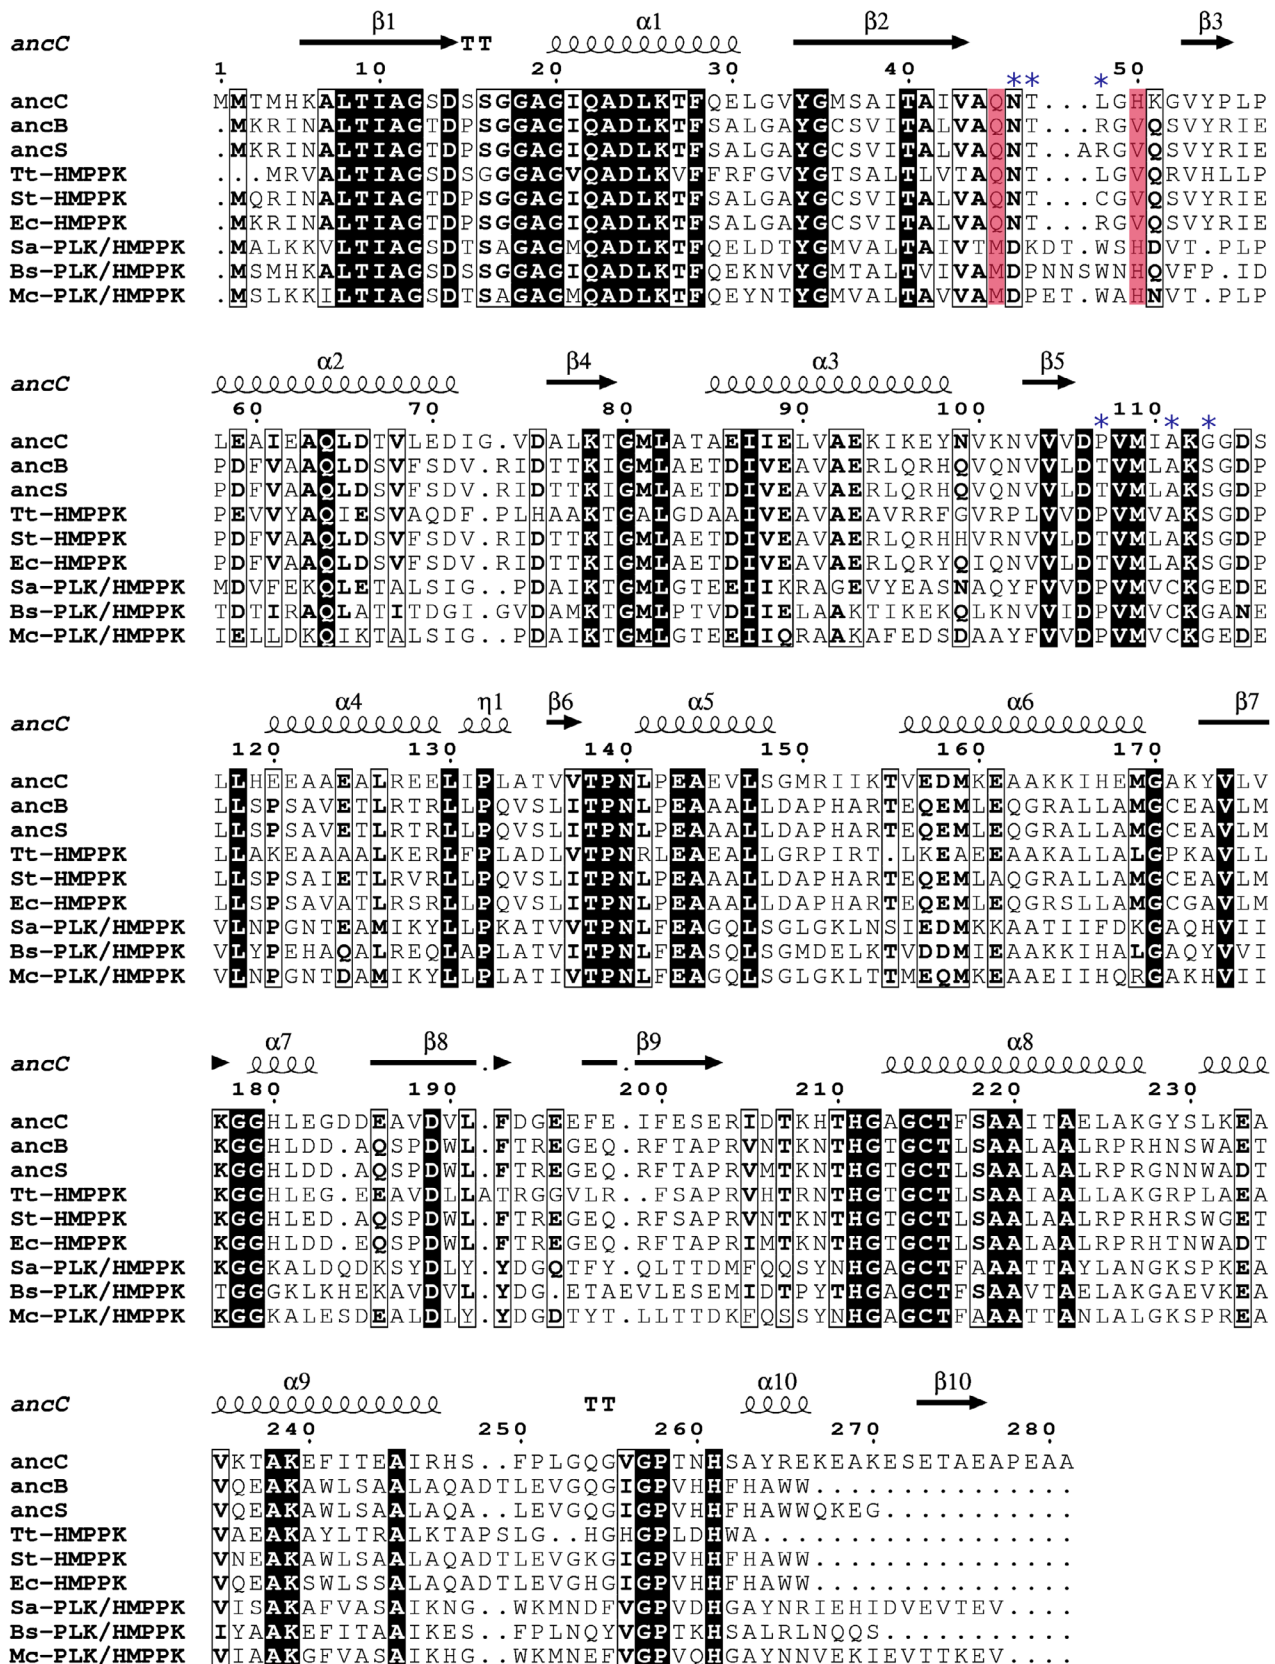 β1 β2 β3 α1
ancC TT
1 10 20 30 40 50
** *
ancC MMTMHKALTIAGSDSSGGAGIQADLKTFQELGVYGMSAITAIVAQNT...LGHKGVYPLP
ancB .MKRINALTIAGTDPSGGAGIQADLKTFSALGAYGCSVITALVAQNT...RGVQSVYRIE
ancS .MKRINALTIAGTDPSGGAGIQADLKTFSALGAYGCSVITALVAQNT..ARGVQSVYRIE
Tt-HMPPK ...MRVALTIAGSDSGGGAGVQADLKVFFRFGVYGTSALTLVTAQNT...LGVQRVHLLP
St-HMPPK .MQRINALTIAGTDPSGGAGIQADLKTFSALGAYGCSVITALVAQNT...CGVQSVYRIE
Ec-HMPPK .MKRINALTIAGTDPSGGAGIQADLKTFSALGAYGCSVITALVAQNT...RGVQSVYRIE
Sa-PLK/HMPPK .MALKKVLTIAGSDTSAGAGMQADLKTFQELDTYGMVALTAIVTMDKDT.WSHDVT.PLP
Bs-PLK/HMPPK .MSMHKALTIAGSDSSGGAGIQADLKTFQEKNVYGMTALTVIVAMDPNNSWNHQVFP.ID
Mc-PLK/HMPPK .MSLKKILTIAGSDTSAGAGMQADLKTFQEYNTYGMVALTAVVAMDPET.WAHNVT.PLP
α2 β4 α3 β5
ancC
60 70 80 90 100 110
* * *
ancC LEAIEAQLDTVLEDIG.VDALKTGMLATAEIIELVAEKIKEYNVKNVVVDPVMIAKGGDS
ancB PDFVAAQLDSVFSDV.RIDTTKIGMLAETDIVEAVAERLQRHQVQNVVLDTVMLAKSGDP
ancS PDFVAAQLDSVFSDV.RIDTTKIGMLAETDIVEAVAERLQRHQVQNVVLDTVMLAKSGDP
Tt-HMPPK PEVVYAQIESVAQDF.PLHAAKTGALGDAAIVEAVAEAVRRFGVRPLVVDPVMVAKSGDP
St-HMPPK PDFVAAQLDSVFSDV.RIDTTKIGMLAETDIVEAVAERLQRHHVRNVVLDTVMLAKSGDP
Ec-HMPPK PDFVAAQLDSVFSDV.RIDTTKIGMLAETDIVEAVAERLQRYQIQNVVLDTVMLAKSGDP
Sa-PLK/HMPPK MDVFEKQLETALSIG..PDAIKTGMLGTEEIIKRAGEVYEASNAQYFVVDPVMVCKGEDE
Bs-PLK/HMPPK TDTIRAQLATITDGI.GVDAMKTGMLPTVDIIELAAKTIKEKQLKNVVIDPVMVCKGANE
Mc-PLK/HMPPK IELLDKQIKTALSIG..PDAIKTGMLGTEEIIQRAAKAFEDSDAAYFVVDPVMVCKGEDE
α4 η1 β6 α5 α6 β7
ancC
120 130 140 150 160 170
ancC LLHEEAAEALREELIPLATVVTPNLPEAEVLSGMRIIKTVEDMKEAAKKIHEMGAKYVLV
ancB LLSPSAVETLRTRLLPQVSLITPNLPEAAALLDAPHARTEQEMLEQGRALLAMGCEAVLM
ancS LLSPSAVETLRTRLLPQVSLITPNLPEAAALLDAPHARTEQEMLEQGRALLAMGCEAVLM
Tt-HMPPK LLAKEAAAALKERLFPLADLVTPNRLEAEALLGRPIRT.LKEAEEAAKALLALGPKAVLL
St-HMPPK LLSPSAIETLRVRLLPQVSLITPNLPEAAALLDAPHARTEQEMLAQGRALLAMGCEAVLM
Ec-HMPPK LLSPSAVATLRSRLLPQVSLITPNLPEAAALLDAPHARTEQEMLEQGRSLLAMGCGAVLM
Sa-PLK/HMPPK VLNPGNTEAMIKYLLPKATVVTPNLFEASQLSGLGKLNSIEDMKKAATIIFDKGAQHVII
Bs-PLK/HMPPK VLYPEHAQALREQLAPLATVITPNLFEASQLSGMDELKTVDDMIEAAKKIHALGAQYVVI
Mc-PLK/HMPPK VLNPGNTDAMIKYLLPLATIVTPNLFEAGQLSGLGKLTTMEQMKEAAEIIHQRGAKHVII
α7 β8 β9 α8
ancC . .
180 190 200 210 220 230
ancC KGGHLEGDDEAVDVL.FDGEEFE.IFESERIDTKHTHGAGCTFSAAITAELAKGYSLKEA
ancB KGGHLDD.AQSPDWL.FTREGEQ.RFTAPRVNTKNTHGTGCTLSAALAALRPRHNSWAET
ancS KGGHLDD.AQSPDWL.FTREGEQ.RFTAPRVMTKNTHGTGCTLSAALAALRPRGNNWADT
Tt-HMPPK KGGHLEG.EEAVDLLATRGGVLR..FSAPRVHTRNTHGTGCTLSAAIAALLAKGRPLAEA
St-HMPPK KGGHLED.AQSPDWL.FTREGEQ.RFSAPRVNTKNTHGTGCTLSAALAALRPRHRSWGET
Ec-HMPPK KGGHLDD.EQSPDWL.FTREGEQ.RFTAPRIMTKNTHGTGCTLSAALAALRPRHTNWADT
Sa-PLK/HMPPK KGGKALDQDKSYDLY.YDGQTFY.QLTTDMFQQSYNHGAGCTFAAATTAYLANGKSPKEA
Bs-PLK/HMPPK TGGGKLKHEKAVDVL.YDG.ETAEVLESEMIDTPYTHGAGCTFSAAVTAELAKGAEVKEA
Mc-PLK/HMPPK KGGKALESDEALDLY.YDGDTYT.LLTTDKFQSSYNHGAGCTFAAATTANLALGKSPREA
α9 α10 β10
ancC TT
240 250 260 270 280
ancC VKTAKEFITEAIRHS..FPLGQGVGPTNHSAYREKEAKESETAEAPEAA
ancB VQEAKAWLSAALAQADTLEVGQGIGPVHHFHAWW...............
ancS VQEAKAWLSAALAQA..LEVGQGIGPVHHFHAWWQKEG...........
Tt-HMPPK VAEAKAYLTRALKTAPSLG..HGHGPLDHWA..................
St-HMPPK VNEAKAWLSAALAQADTLEVGKGIGPVHHFHAWW...............
Ec-HMPPK VQEAKSWLSSALAQADTLEVGHGIGPVHHFHAWW...............
Sa-PLK/HMPPK VISAKAFVASAIKNG..WKMNDFVGPVDHGAYNRIEHIDVEVTEV....
Bs-PLK/HMPPK IYAAKEFITAAIKES..FPLNQYVGPTKHSALRLNQQS...........
Mc-PLK/HMPPK VIAAKGFVASAIKHG..WKMNEFVGPVQHGAYNNVEKIEVTTKEV....